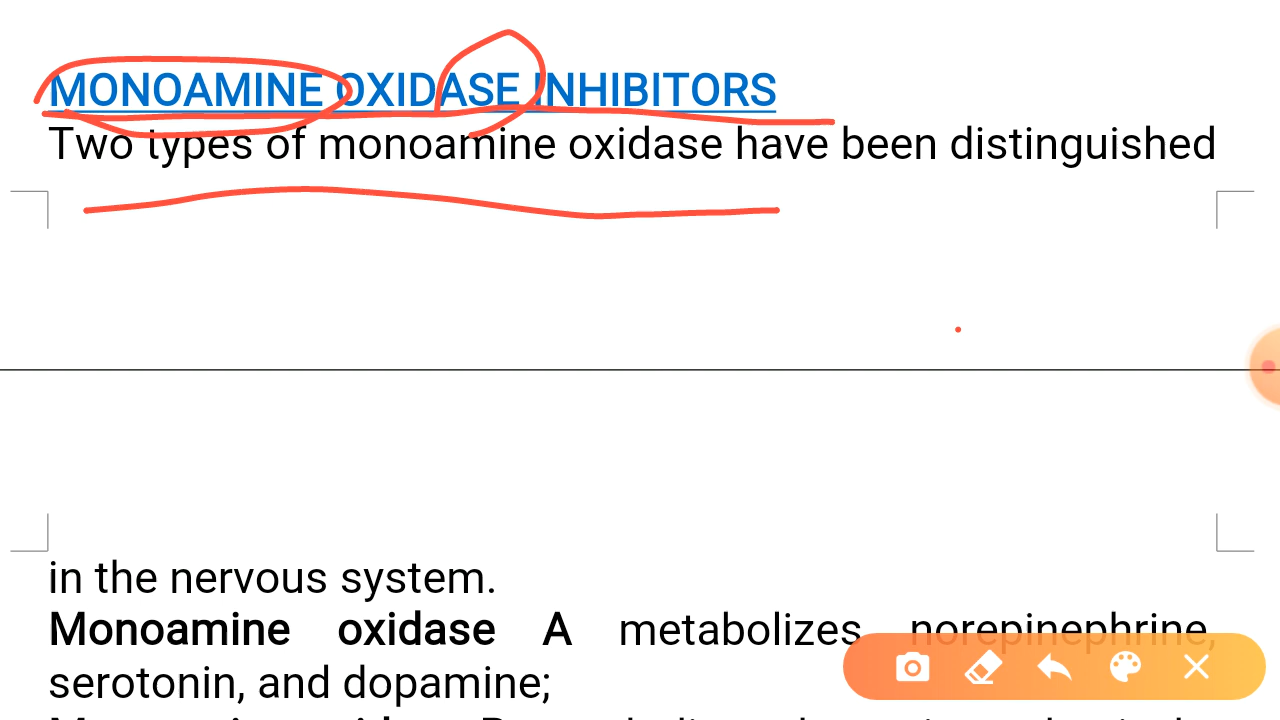 MONOAMINE OXIDASE INHIBITORS
Two types of monoamine oxidase have been distinguished
in the nervous system.
Monoamine oxidase A metabolizes norepinephrine,
serotonin, and dopamine;